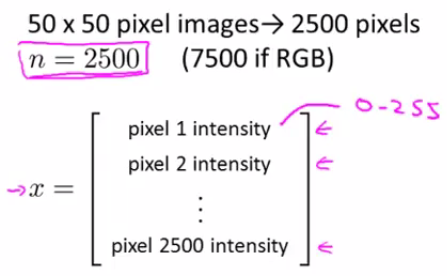 50 x 50 pixel images→ 2500 pixels
n = 2500 (7500 if RGB)
0-255
pixel 1 intensity
pixel 2 intensity
x =
⋮
pixel 2500 intensity